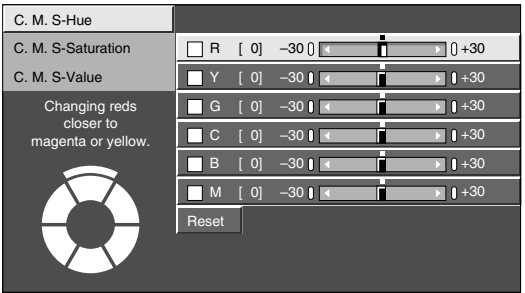 C. M. S-Hue
C. M. S-Saturation
C. M. S-Value
Changing reds
closer to
magenta or yellow.
R [ 0] –30 +30
Y [ 0] –30 +30
G [ 0] –30 +30
C [ 0] –30 +30
B [ 0] –30 +30
M [ 0] –30 +30
Reset